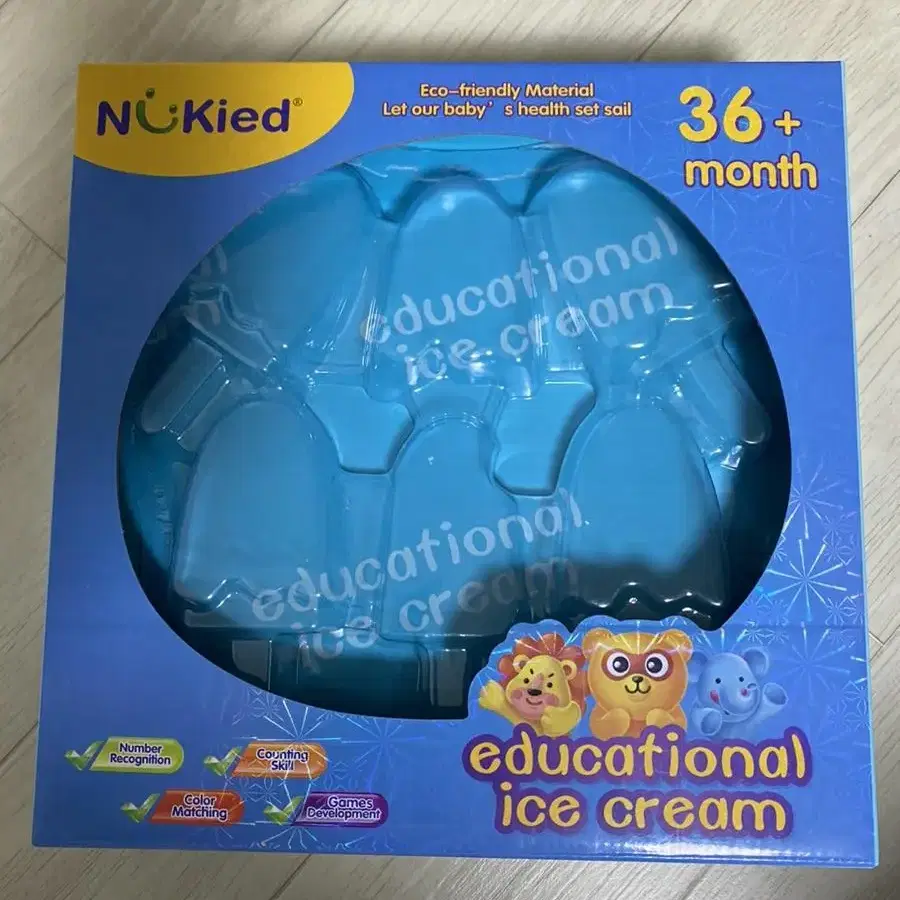 NUKied®
Eco-friendly Material
Let our baby's health set sail
36+
month
educational
ice cream
educational
ice cream
Number
Recognition
Counting
Skill
Color
Matching
Games
Development
educational
ice cream